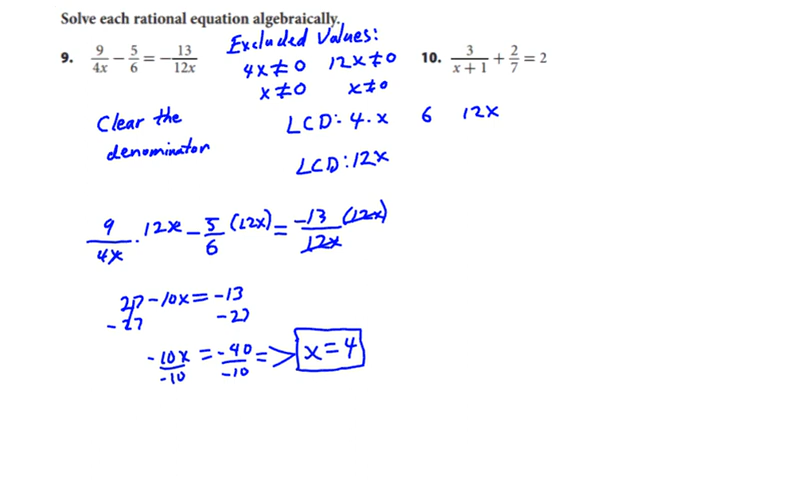 Solve each rational equation algebraically.
9. 9/4x − 5/6 = −13/12x
Excluded Values:
4x≠0 12x≠0
x≠0 x≠0
10. 3/x + 1 + 2/7 = 2
Clear the
denominator
LCD: 4·x 6 12x
LCD: 12x
9/4x · 12x − 5/6 (12x) = −13/12x (12x)
27 − 10x = −13
−27 −27
−10x/−10 = −40/−10 => x = 4